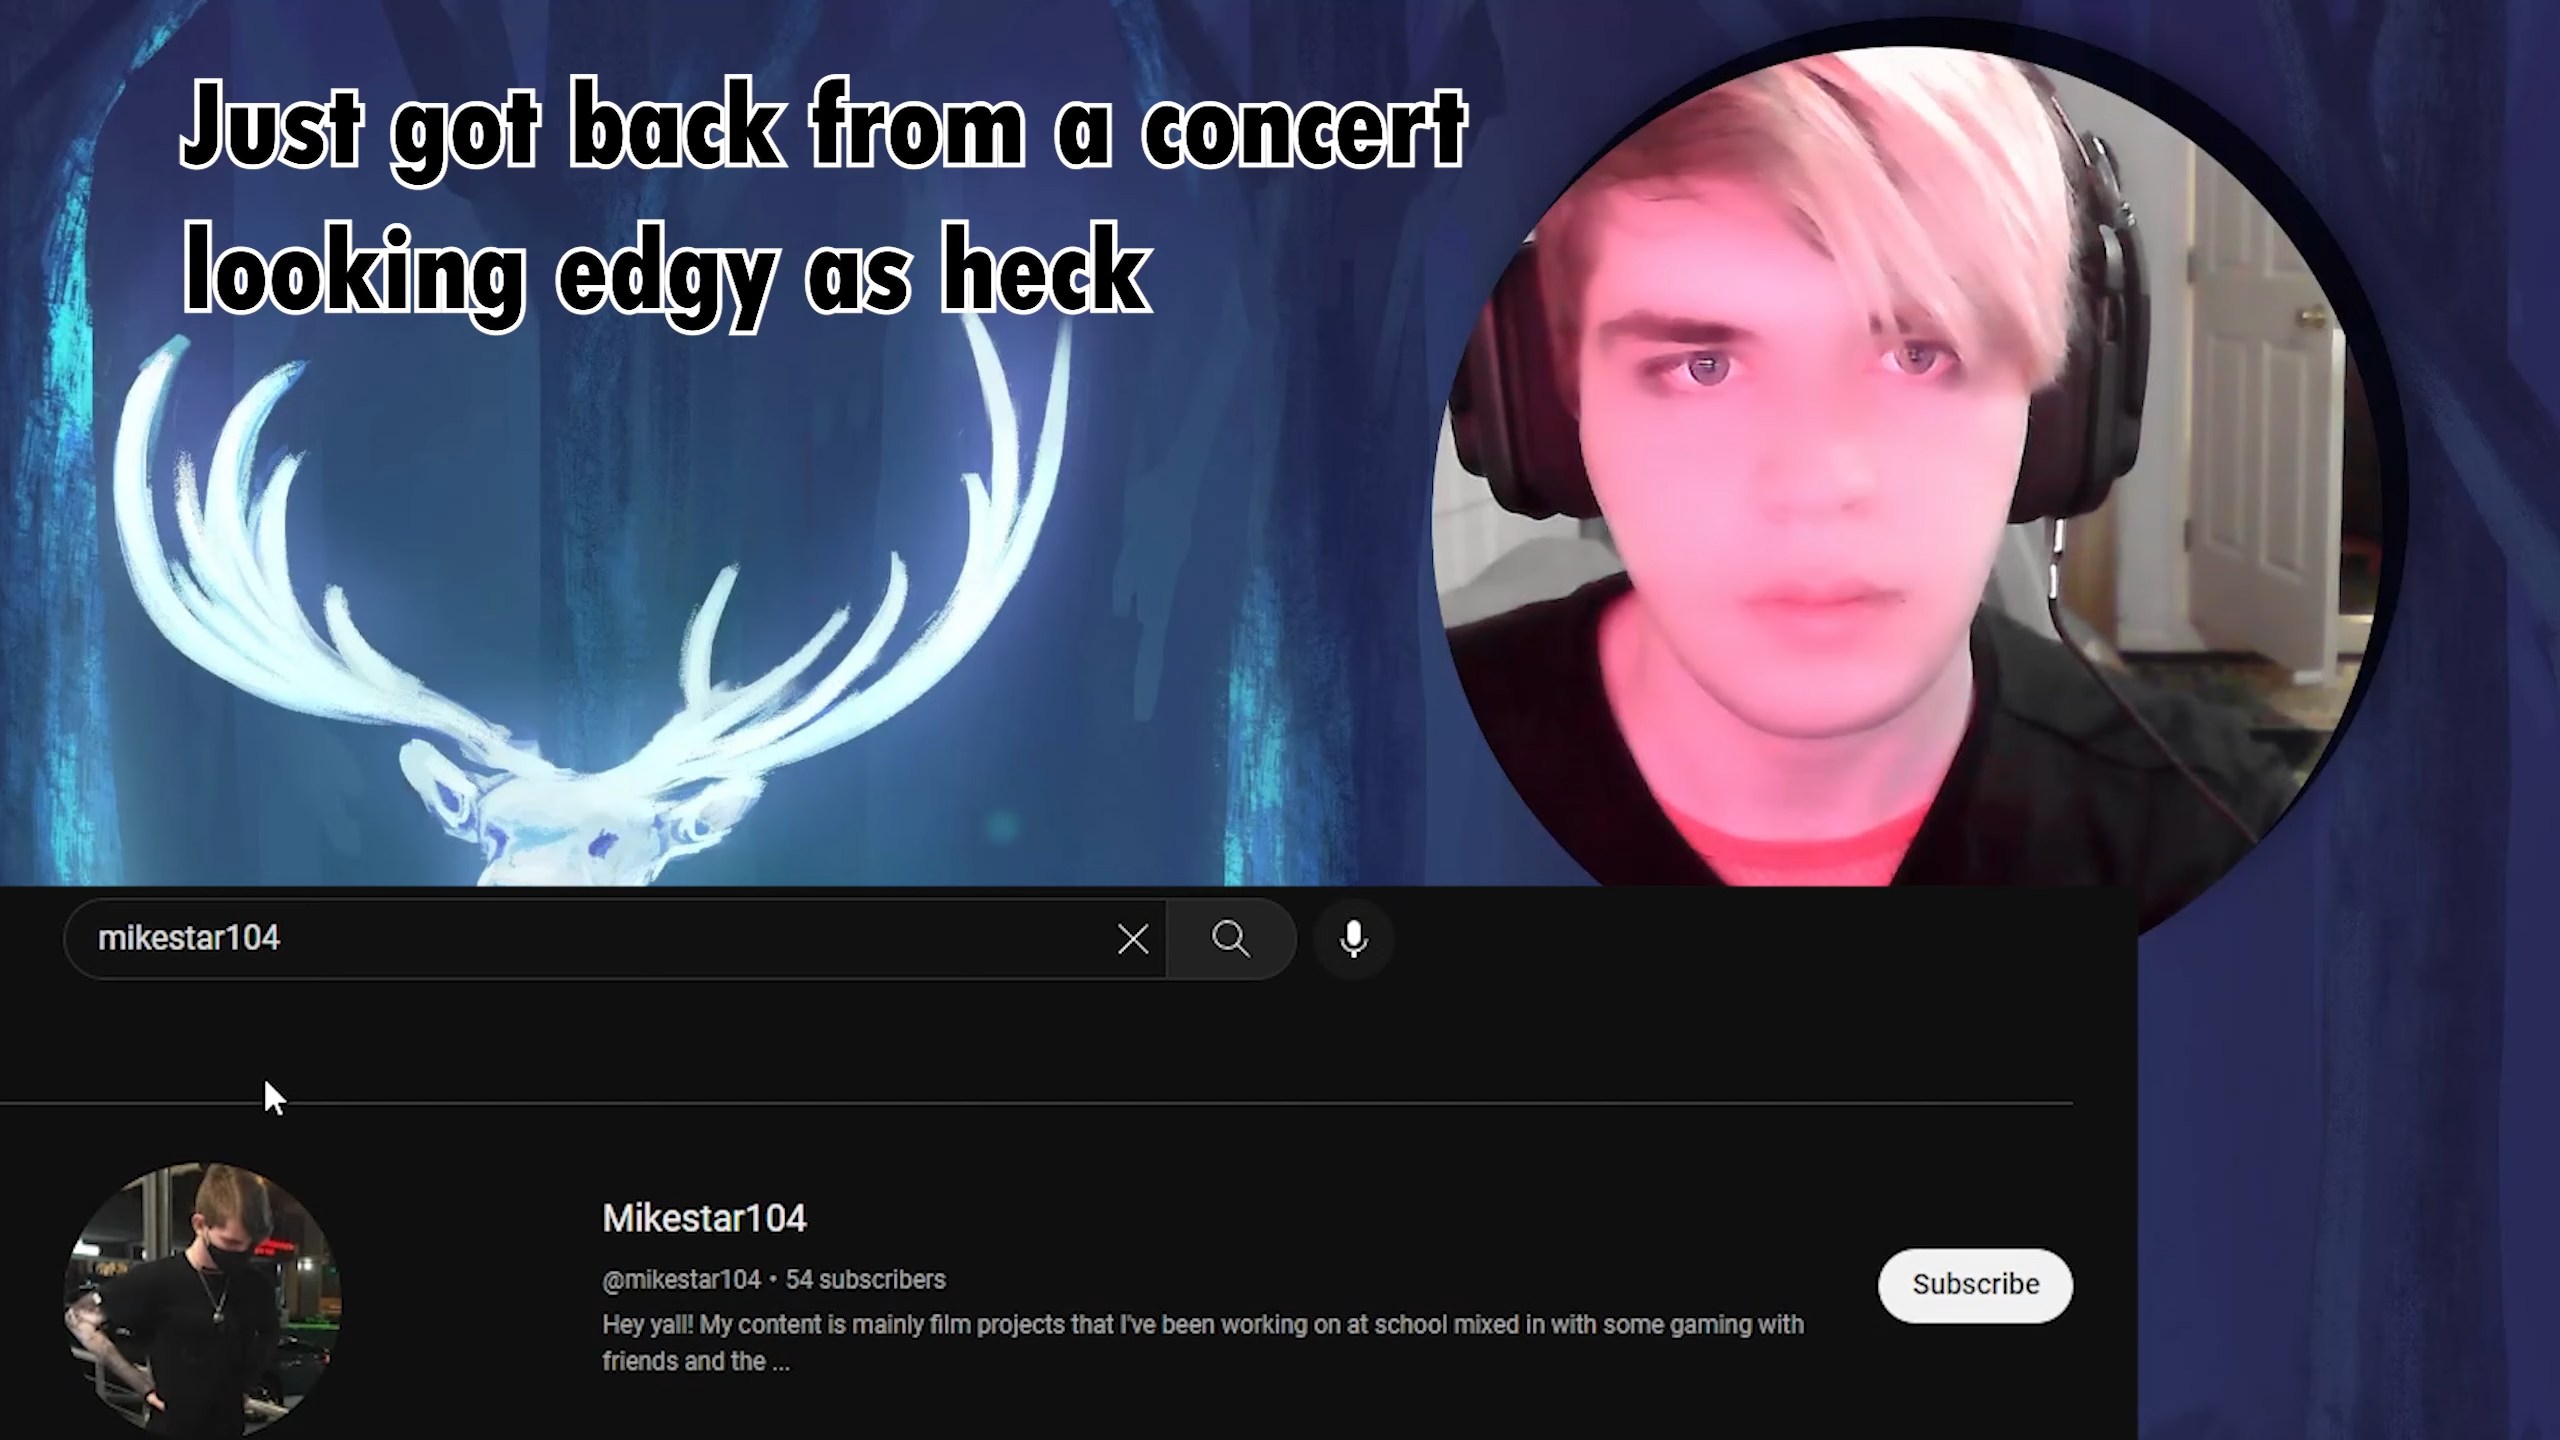 Just got back from a concert
looking edgy as heck
mikestar104
Mikestar104
@mikestar104 • 54 subscribers
Subscribe
Hey yall! My content is mainly film projects that I've been working on at school mixed in with some gaming with
friends and the ...